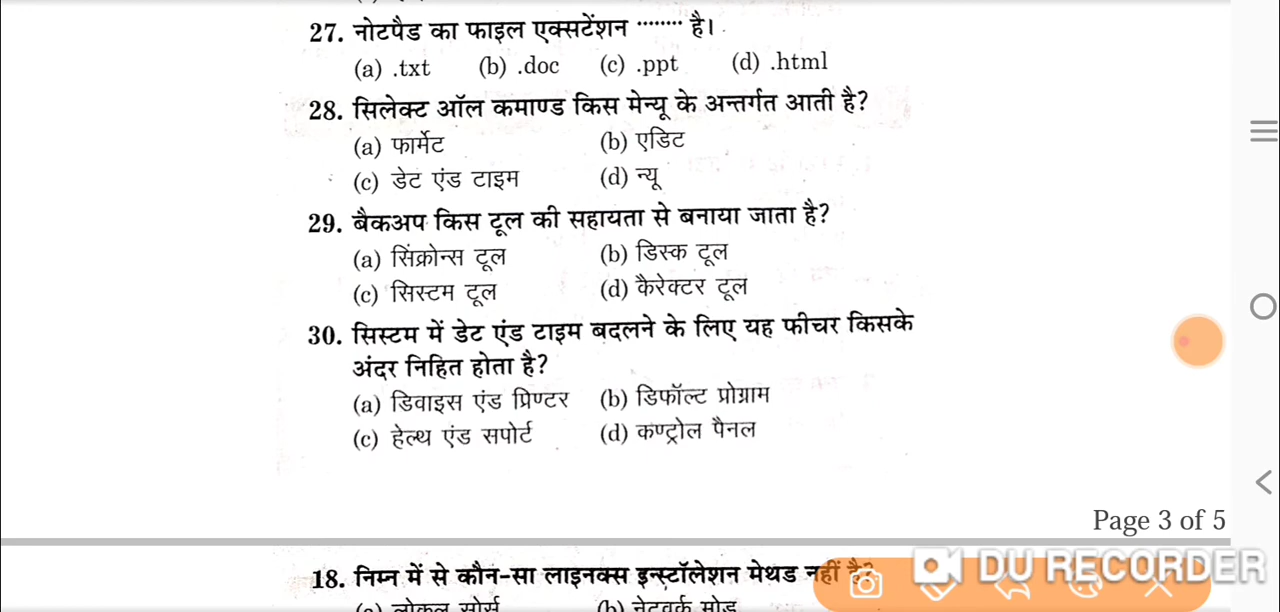 27. नोटपैड का फाइल एक्सटेंशन ········ है।
(a) .txt (b) .doc (c) .ppt (d) .html
28. सिलेक्ट ऑल कमाण्ड किस मेन्यू के अन्तर्गत आती है?
(a) फार्मेट (b) एडिट
(c) डेट एंड टाइम (d) न्यू
29. बैकअप किस टूल की सहायता से बनाया जाता है?
(a) सिंक्रोन्स टूल (b) डिस्क टूल
(c) सिस्टम टूल (d) कैरेक्टर टूल
30. सिस्टम में डेट एंड टाइम बदलने के लिए यह फीचर किसके
अंदर निहित होता है?
(a) डिवाइस एंड प्रिण्टर (b) डिफॉल्ट प्रोग्राम
(c) हेल्थ एंड सपोर्ट (d) कण्ट्रोल पैनल
Page 3 of 5
18. निम्न में से कौन-सा लाइनक्स इन्स्टॉलेशन मेथड नहीं है?
(a) लोकल सोर्स (b) नेटवर्क मोड
DU RECORDER